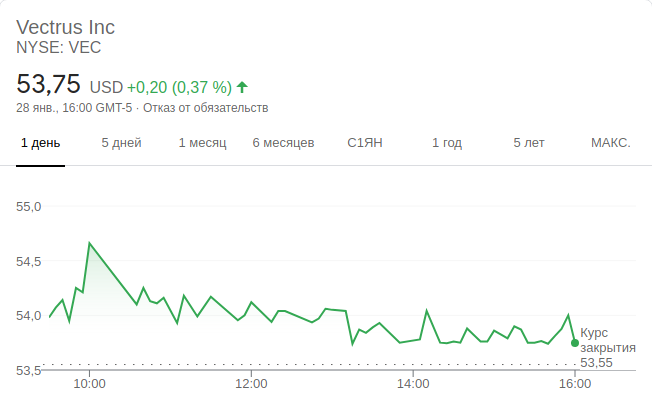 Vectrus Inc
NYSE: VEC
53,75 USD +0,20 (0,37 %)
28 янв., 16:00 GMT-5 · Отказ от обязательств
1 день 5 дней 1 месяц 6 месяцев С1ЯН 1 год 5 лет МАКС.
55,0
54,5
54,0
53,5
Курс
закрытия
53,55
10:00 12:00 14:00 16:00